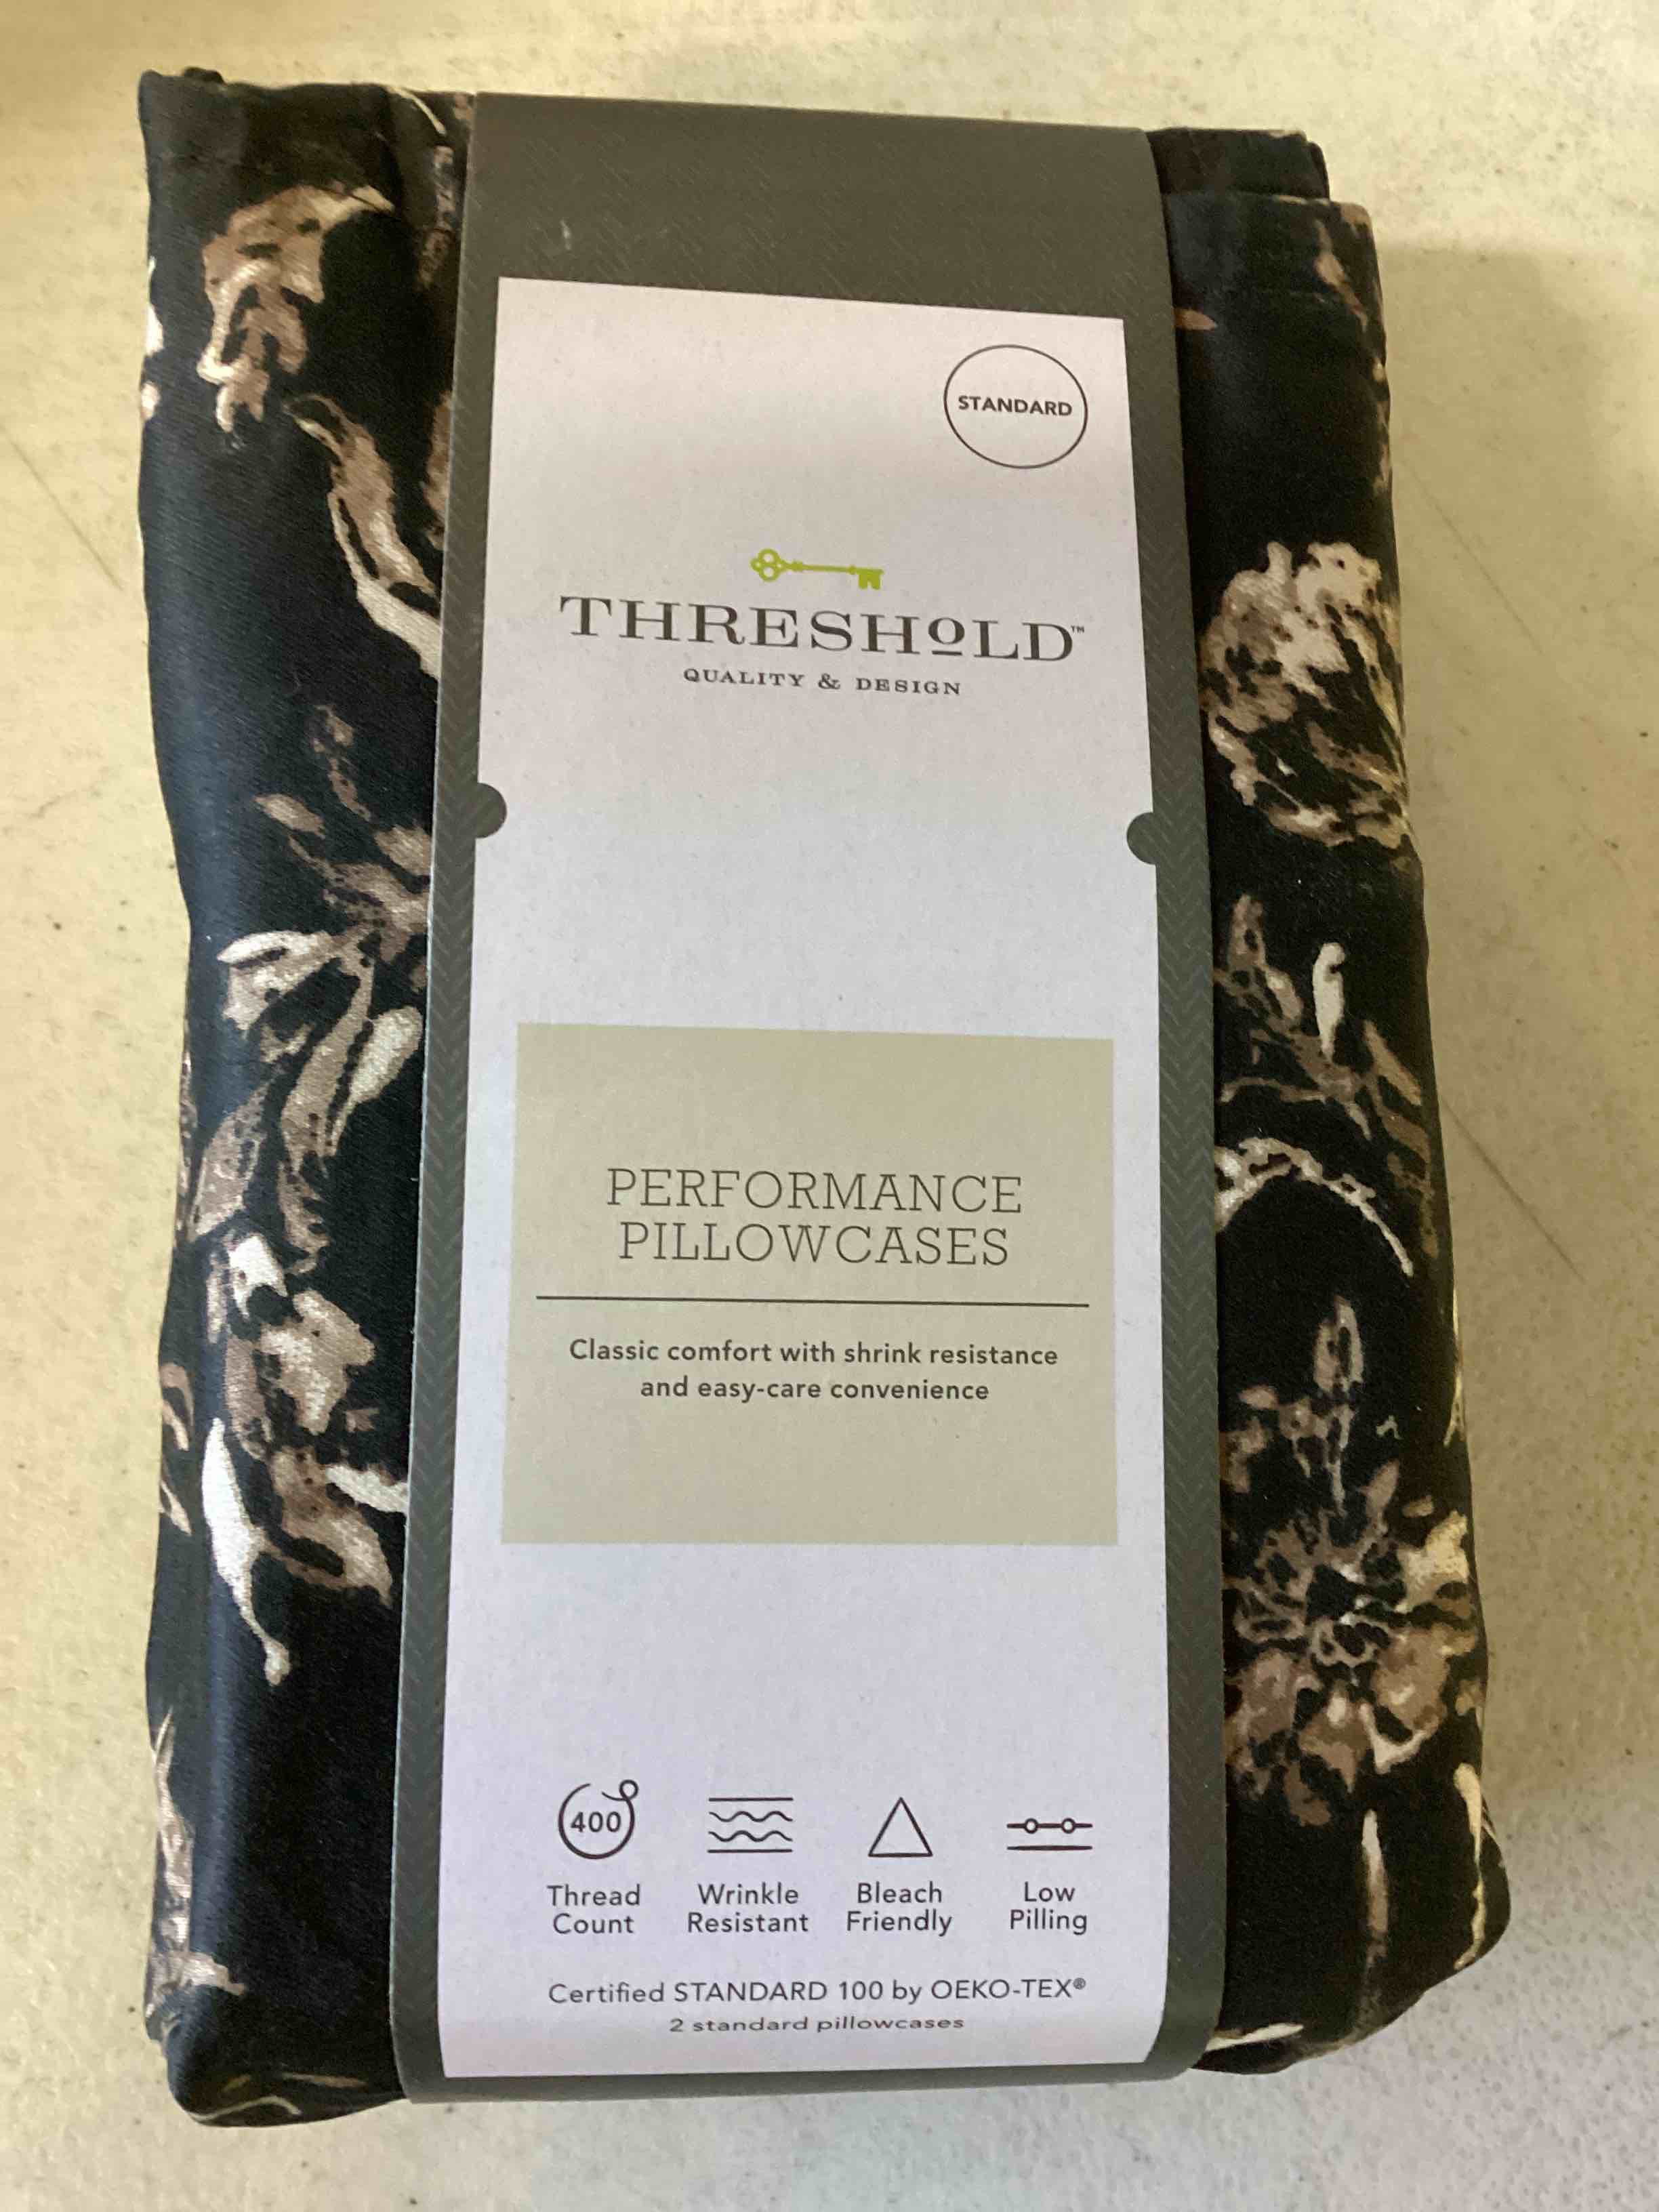 STANDARD
THRESHOLD™
QUALITY & DESIGN
PERFORMANCE
PILLOWCASES
Classic comfort with shrink resistance
and easy-care convenience
400
Thread
Count
Wrinkle
Resistant
Bleach
Friendly
Low
Pilling
Certified STANDARD 100 by OEKO-TEX®
2 standard pillowcases